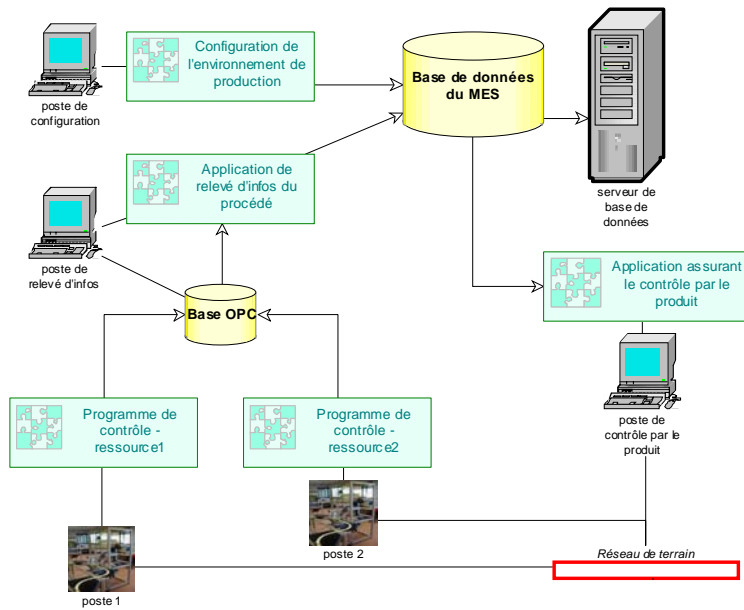 Configuration de
l'environnement de
production
Base de données
du MES
poste de
configuration
Application de
relevé d'infos du
procédé
serveur de
base de
données
poste de
relevé d'infos
Application assurant
le contrôle par le
produit
Base OPC
Programme de
contrôle -
ressource1
Programme de
contrôle -
ressource2
poste de
contrôle par le
produit
poste 2
Réseau de terrain
poste 1